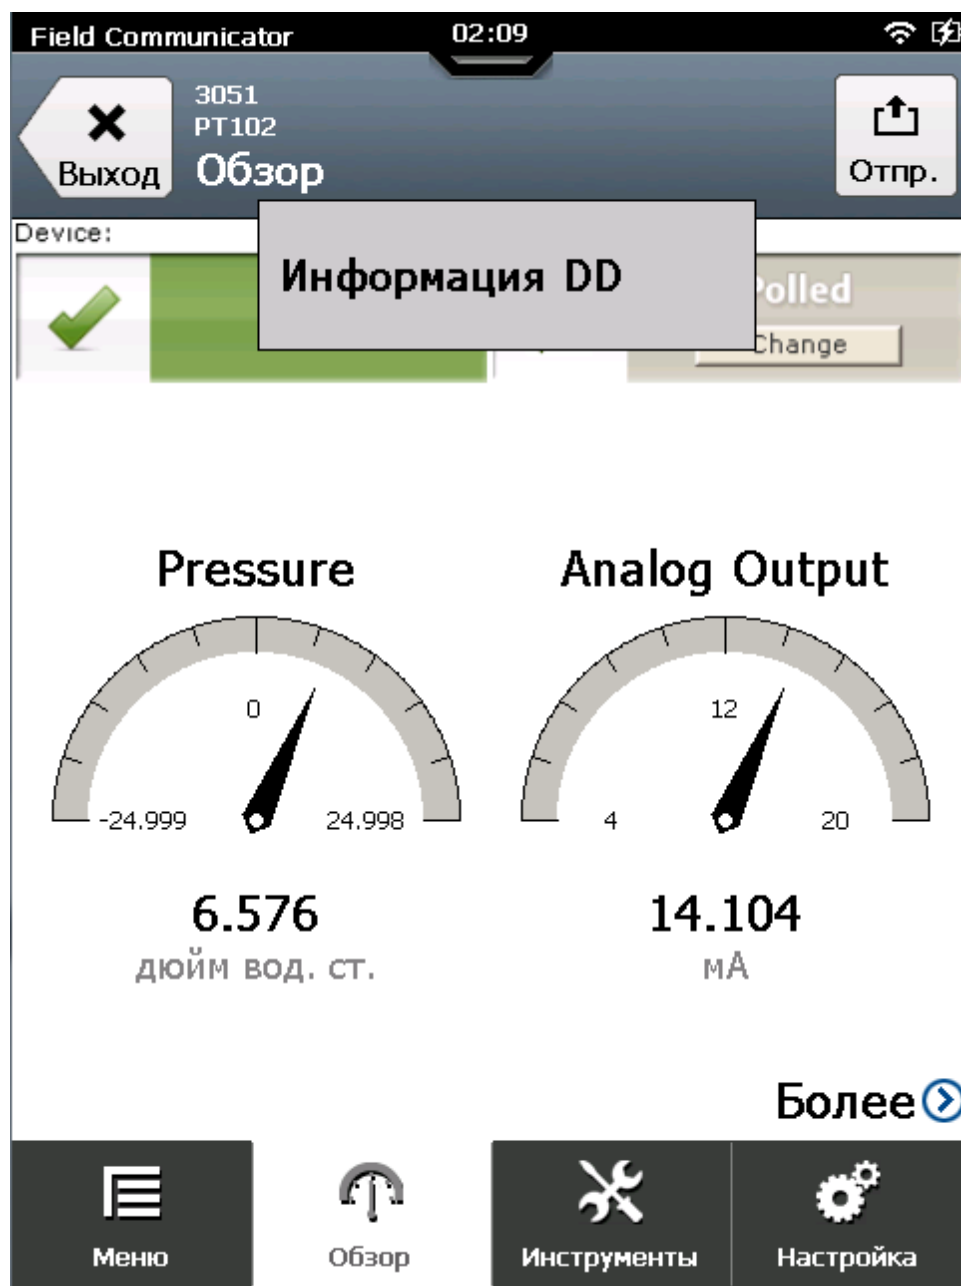 Field Communicator 02:09
3051
PT102
Выход Обзор Отпр.
Device:
Информация DD
Polled
Change
Pressure Analog Output
0 12
-24.999 24.998 4 20
6.576 14.104
дюйм вод. ст. мА
Более
Меню Обзор Инструменты Настройка